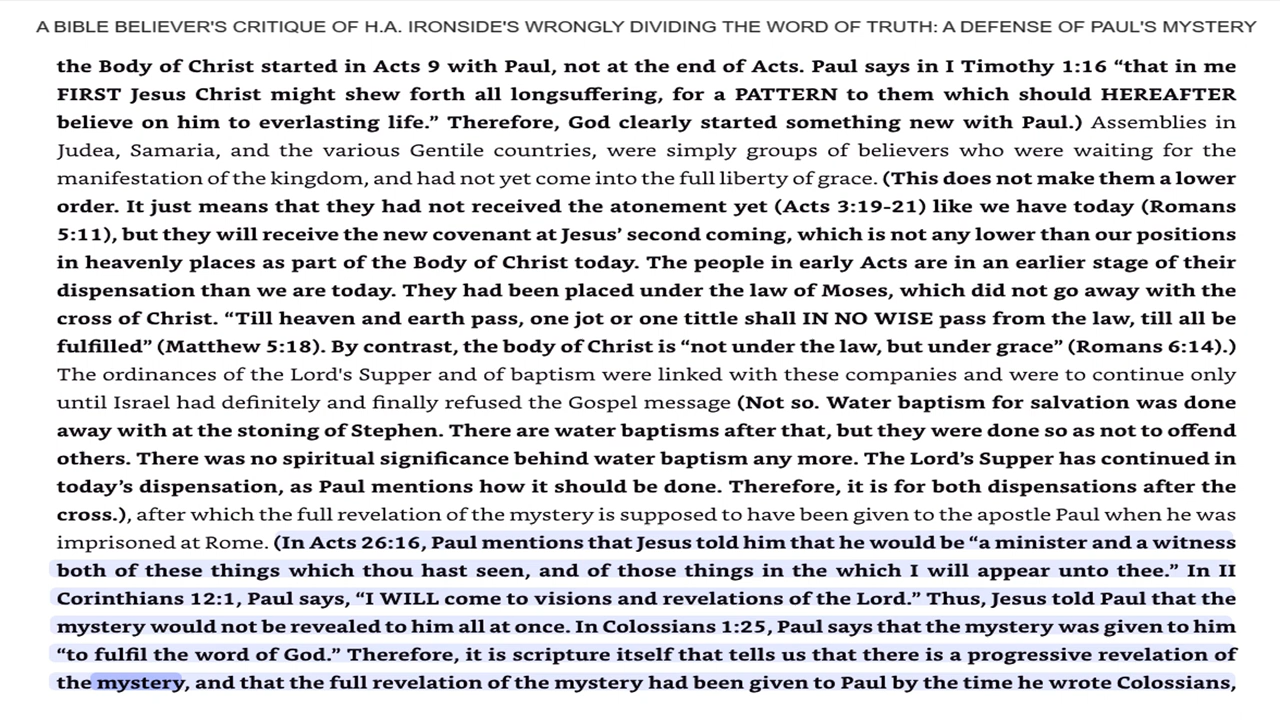 A BIBLE BELIEVER'S CRITIQUE OF H.A. IRONSIDE'S WRONGLY DIVIDING THE WORD OF TRUTH: A DEFENSE OF PAUL'S MYSTERY
the Body of Christ started in Acts 9 with Paul, not at the end of Acts. Paul says in I Timothy 1:16 “that in me
FIRST Jesus Christ might shew forth all longsuffering, for a PATTERN to them which should HEREAFTER
believe on him to everlasting life.” Therefore, God clearly started something new with Paul.) Assemblies in
Judea, Samaria, and the various Gentile countries, were simply groups of believers who were waiting for the
manifestation of the kingdom, and had not yet come into the full liberty of grace. (This does not make them a lower
order. It just means that they had not received the atonement yet (Acts 3:19-21) like we have today (Romans
5:11), but they will receive the new covenant at Jesus’ second coming, which is not any lower than our positions
in heavenly places as part of the Body of Christ today. The people in early Acts are in an earlier stage of their
dispensation than we are today. They had been placed under the law of Moses, which did not go away with the
cross of Christ. “Till heaven and earth pass, one jot or one tittle shall IN NO WISE pass from the law, till all be
fulfilled” (Matthew 5:18). By contrast, the body of Christ is “not under the law, but under grace” (Romans 6:14).)
The ordinances of the Lord's Supper and of baptism were linked with these companies and were to continue only
until Israel had definitely and finally refused the Gospel message (Not so. Water baptism for salvation was done
away with at the stoning of Stephen. There are water baptisms after that, but they were done so as not to offend
others. There was no spiritual significance behind water baptism any more. The Lord’s Supper has continued in
today’s dispensation, as Paul mentions how it should be done. Therefore, it is for both dispensations after the
cross.), after which the full revelation of the mystery is supposed to have been given to the apostle Paul when he was
imprisoned at Rome. (In Acts 26:16, Paul mentions that Jesus told him that he would be “a minister and a witness
both of these things which thou hast seen, and of those things in the which I will appear unto thee.” In II
Corinthians 12:1, Paul says, “I WILL come to visions and revelations of the Lord.” Thus, Jesus told Paul that the
mystery would not be revealed to him all at once. In Colossians 1:25, Paul says that the mystery was given to him
“to fulfil the word of God.” Therefore, it is scripture itself that tells us that there is a progressive revelation of
the mystery, and that the full revelation of the mystery had been given to Paul by the time he wrote Colossians,